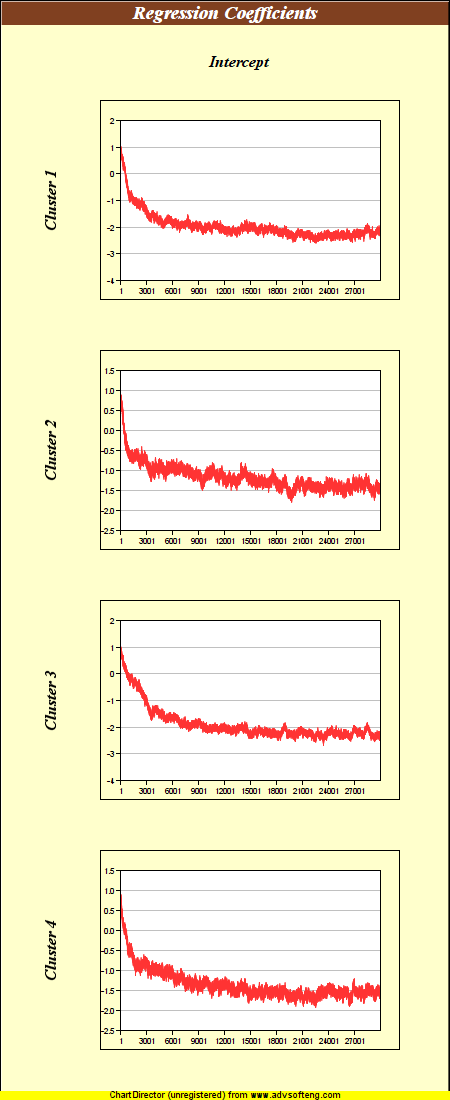 Regression Coefficients
Intercept
Cluster 1
2
1
0
-1
-2
-3
-4
1 3001 6001 9001 12001 15001 18001 21001 24001 27001
Cluster 2
1.5
1.0
0.5
0.0
-0.5
-1.0
-1.5
-2.0
-2.5
1 3001 6001 9001 12001 15001 18001 21001 24001 27001
Cluster 3
2
1
0
-1
-2
-3
-4
1 3001 6001 9001 12001 15001 18001 21001 24001 27001
Cluster 4
1.5
1.0
0.5
0.0
-0.5
-1.0
-1.5
-2.0
-2.5
1 3001 6001 9001 12001 15001 18001 21001 24001 27001
ChartDirector (unregistered) from www.advsofteng.com